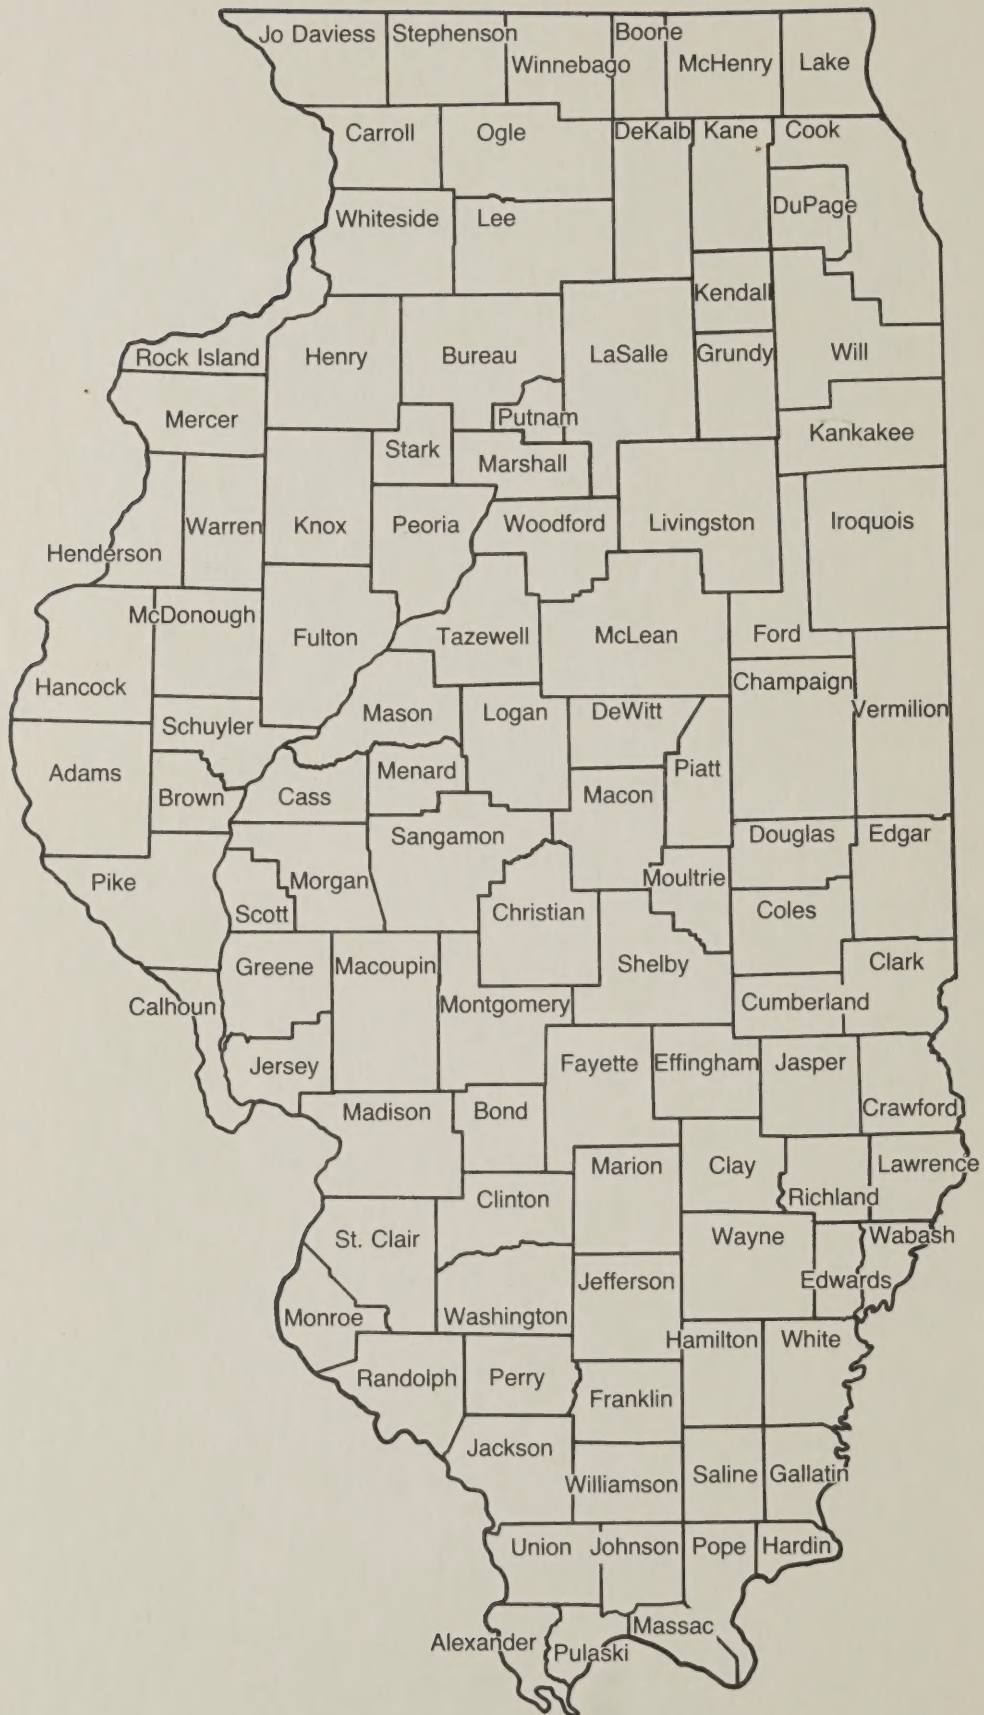 Jo Daviess
Stephenson
Winnebago
Boone
McHenry
Lake
Carroll
Ogle
DeKalb
Kane
Cook
DuPage
Whiteside
Lee
Kendall
Rock Island
Henry
Bureau
LaSalle
Grundy
Will
Mercer
Putnam
Kankakee
Stark
Marshall
Henderson
Warren
Knox
Peoria
Woodford
Livingston
Iroquois
McDonough
Fulton
Tazewell
McLean
Ford
Hancock
Schuyler
Mason
Logan
DeWitt
Champaign
Vermilion
Adams
Brown
Cass
Menard
Macon
Piatt
Sangamon
Douglas
Edgar
Pike
Scott
Morgan
Christian
Moultrie
Coles
Greene
Macoupin
Montgomery
Shelby
Clark
Calhoun
Cumberland
Jersey
Fayette
Effingham
Jasper
Crawford
Madison
Bond
Marion
Clay
Richland
Lawrence
Clinton
St. Clair
Wayne
Wabash
Edwards
Monroe
Washington
Jefferson
Hamilton
White
Randolph
Perry
Franklin
Jackson
Williamson
Saline
Gallatin
Union
Johnson
Pope
Hardin
Alexander
Pulaski
Massac